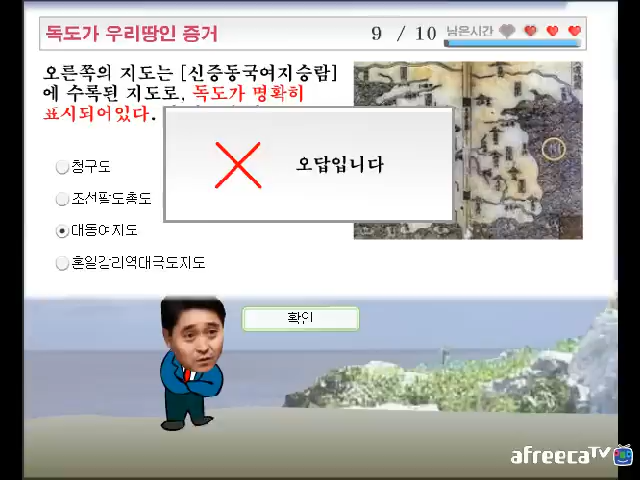 독도가 우리땅인 증거
9 / 10
남은시간
오른쪽의 지도는 [신증동국여지승람]
에 수록된 지도로, 독도가 명확히
표시되어있다.
오답입니다
청구도
조선팔도총도
대동여지도
혼일강리역대국도지도
확인
afreecaTV